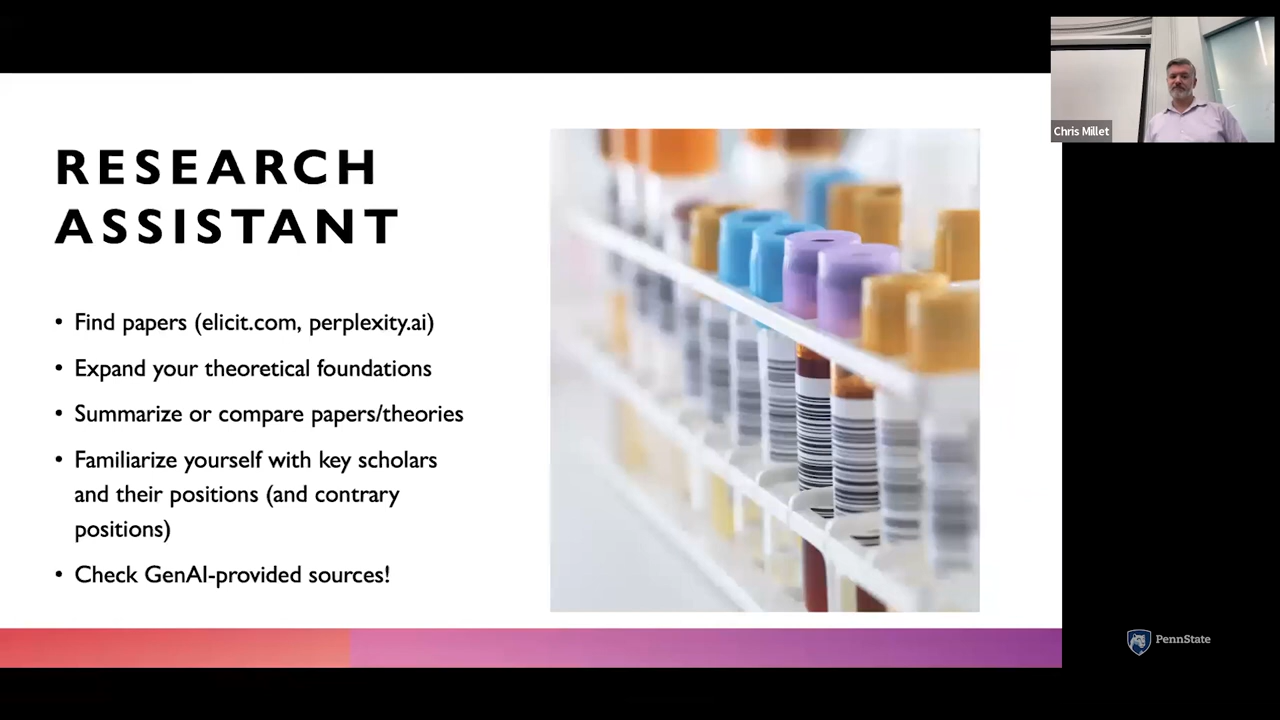 RESEARCH
ASSISTANT
• Find papers (elicit.com, perplexity.ai)
• Expand your theoretical foundations
• Summarize or compare papers/theories
• Familiarize yourself with key scholars
and their positions (and contrary
positions)
• Check GenAI-provided sources!
Chris Millet
PennState